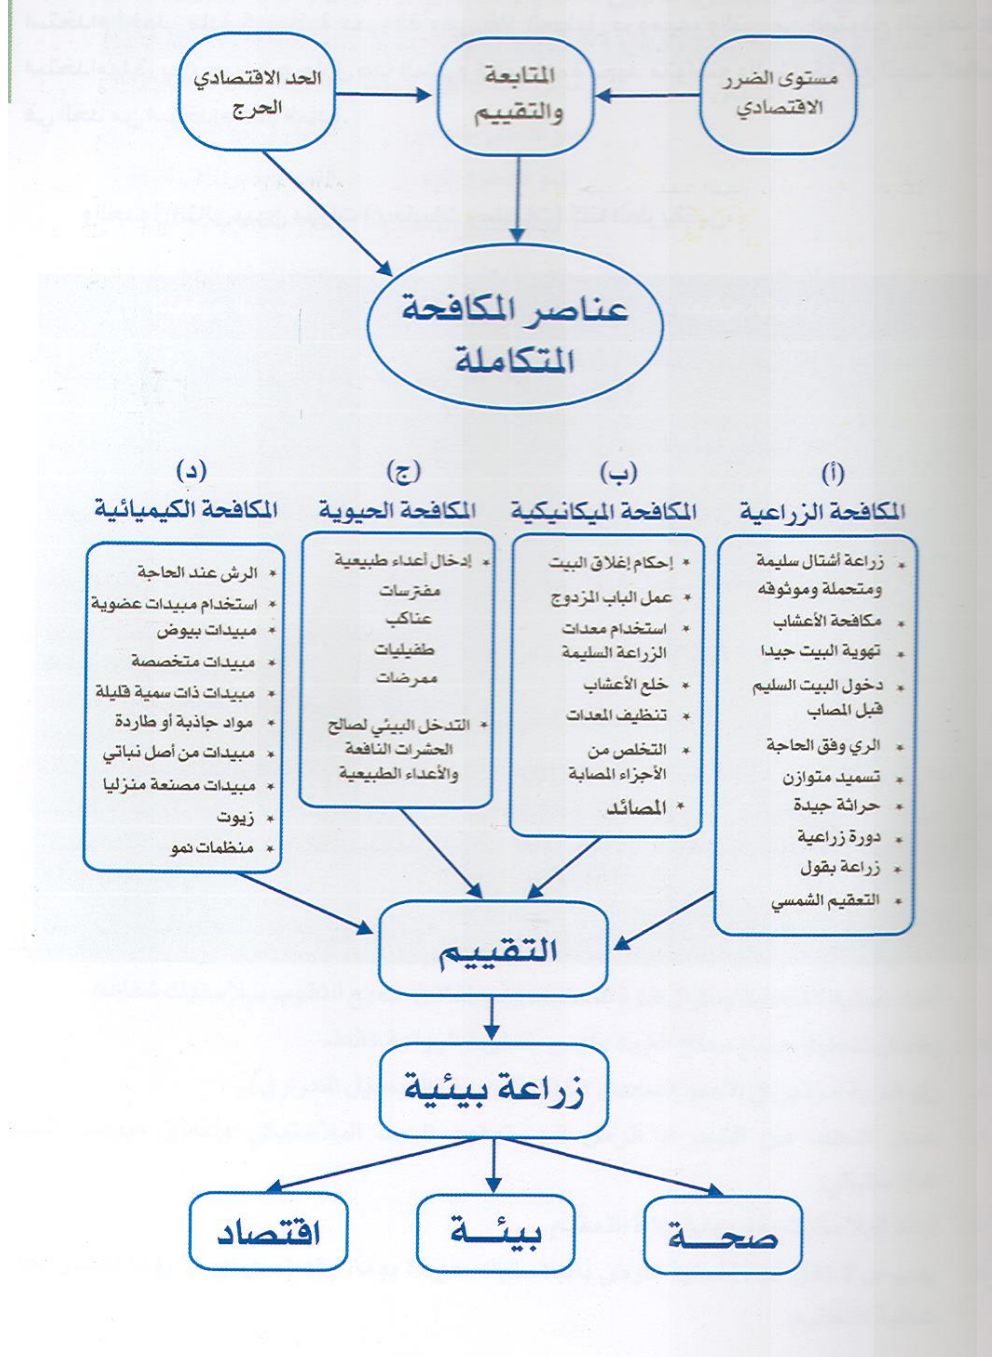 مستوى الضرر
الاقتصادي
المتابعة
والتقييم
الحد الاقتصادي
الحرج
عناصر المكافحة
المتكاملة
(أ)
المكافحة الزراعية
* زراعة أشتال سليمة
ومتحملة وموثوقه
* مكافحة الأعشاب
* تهوية البيت جيدا
* دخول البيت السليم
قبل المصاب
* الري وفق الحاجة
* تسميد متوازن
* حراثة جيدة
* دورة زراعية
* زراعة بقول
* التعقيم الشمسي
(ب)
المكافحة الميكانيكية
* إحكام إغلاق البيت
* عمل الباب المزدوج
* استخدام معدات
الزراعة السليمة
* خلع الأعشاب
* تنظيف المعدات
* التخلص من
الأجزاء المصابة
* المصائد
(ج)
المكافحة الحيوية
* إدخال أعداء طبيعية
مفترسات
عناكب
طفيليات
ممرضات
* التدخل البيئي لصالح
الحشرات النافعة
والأعداء الطبيعية
(د)
المكافحة الكيميائية
* الرش عند الحاجة
* استخدام مبيدات عضوية
* مبيدات بيوض
* مبيدات متخصصة
* مبيدات ذات سمية قليلة
* مواد جاذبة أو طاردة
* مبيدات من أصل نباتي
* مبيدات مصنعة منزليا
* زيوت
* منظمات نمو
التقييم
زراعة بيئية
صحـــة
بيئـــة
اقتصاد